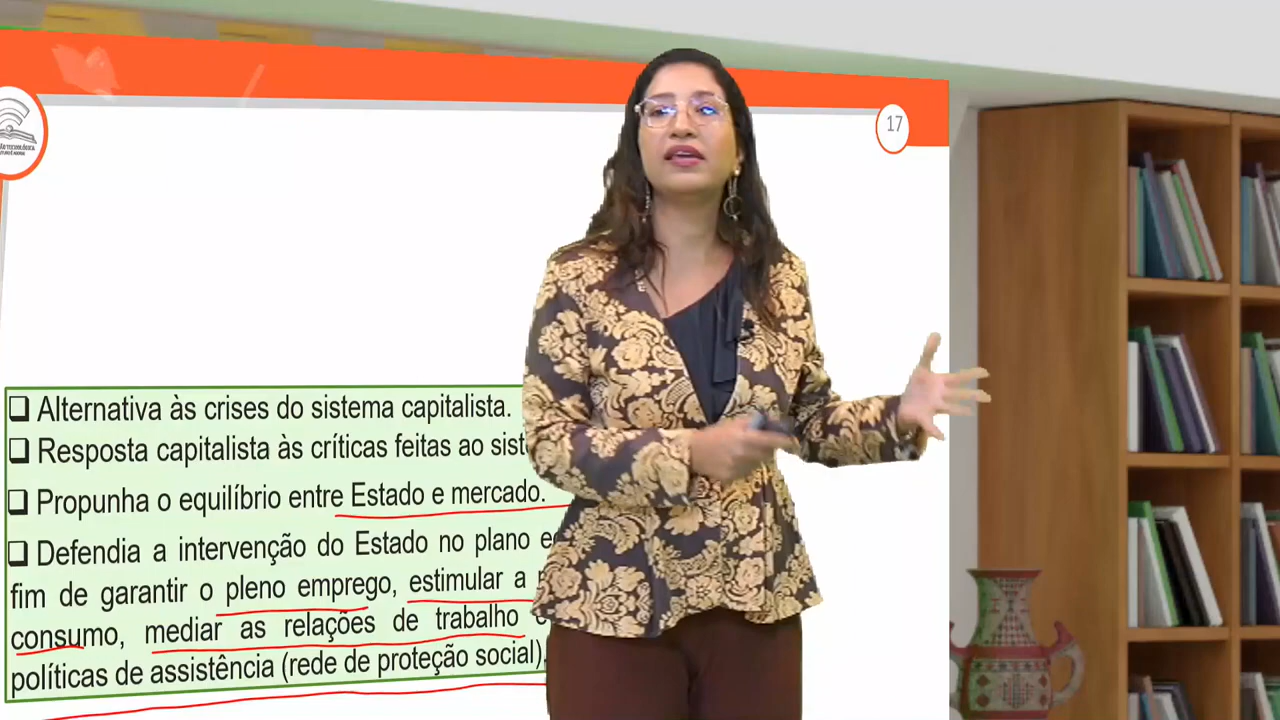 17
ÃO TECNOLÓGICA
❑ Alternativa às crises do sistema capitalista.
❑ Resposta capitalista às críticas feitas ao
❑ Propunha o equilíbrio entre Estado e mercado.
❑ Defendia a intervenção do Estado no plano
fim de garantir o pleno emprego, estimular a
consumo, mediar as relações de trabalho
políticas de assistência (rede de proteção social),